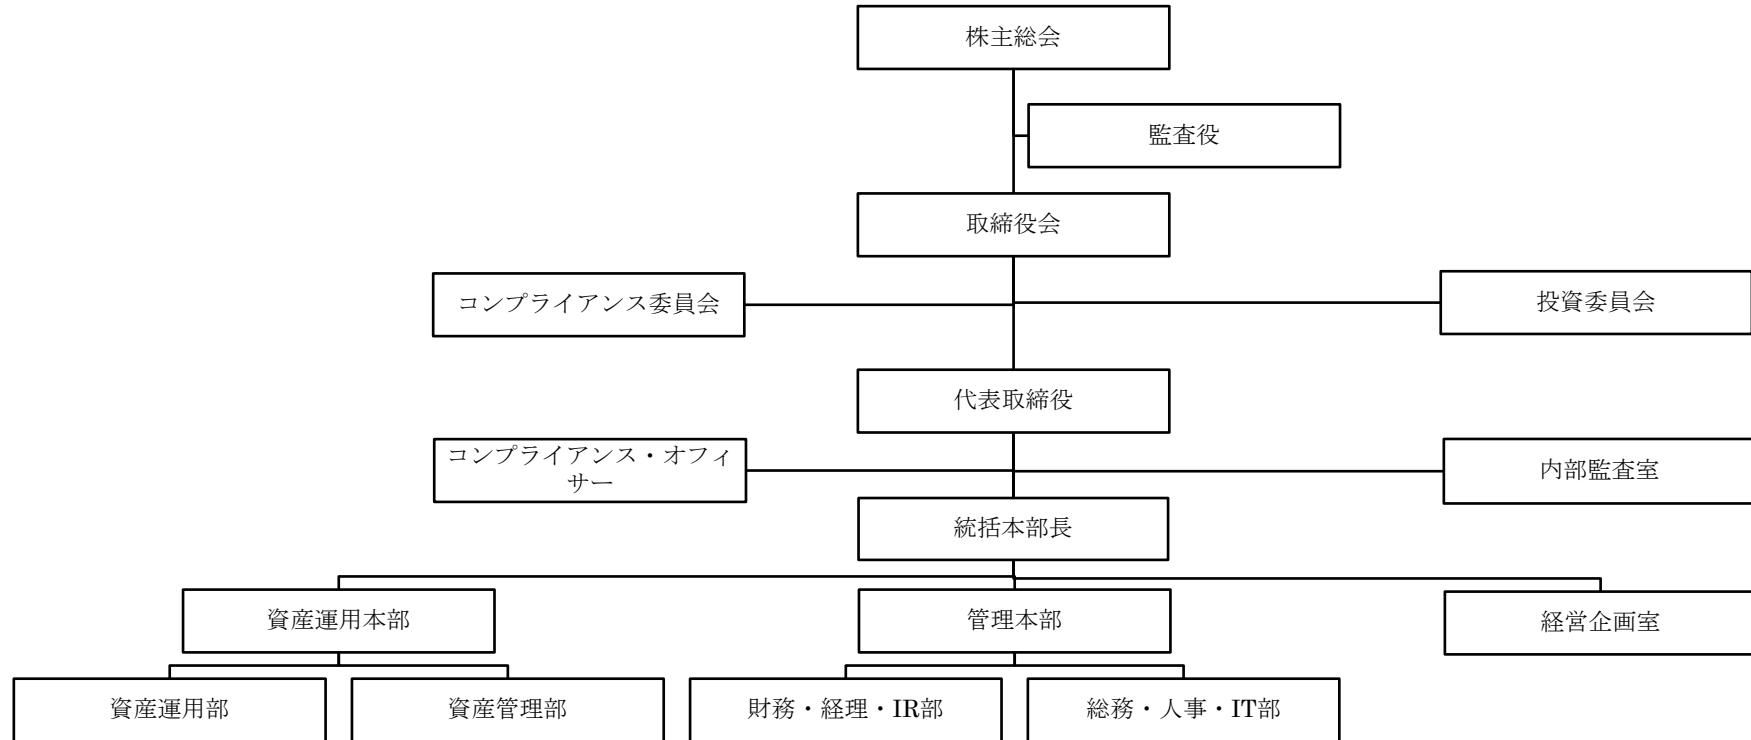 株主総会
監査役
取締役会
コンプライアンス委員会
投資委員会
代表取締役
コンプライアンス・オフィ
サー
内部監査室
統括本部長
資産運用本部
管理本部
経営企画室
資産運用部
資産管理部
財務・経理・IR部
総務・人事・IT部